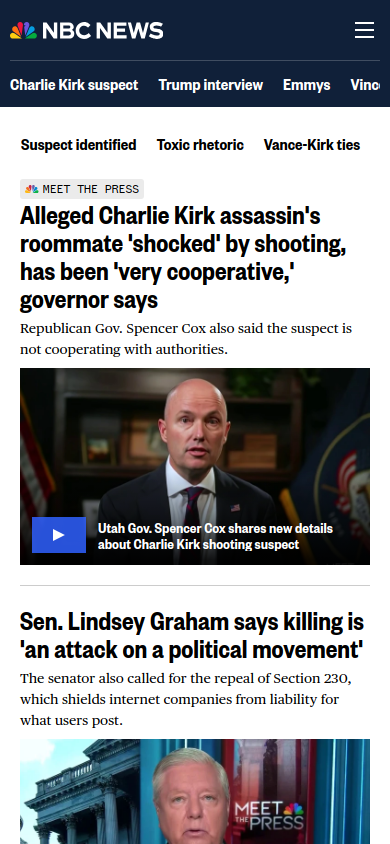 NBC NEWS
Charlie Kirk suspect Trump interview Emmys Vinc
Suspect identified Toxic rhetoric Vance-Kirk ties
MEET THE PRESS
Alleged Charlie Kirk assassin's
roommate 'shocked' by shooting,
has been 'very cooperative,'
governor says
Republican Gov. Spencer Cox also said the suspect is
not cooperating with authorities.
Utah Gov. Spencer Cox shares new details
about Charlie Kirk shooting suspect
Sen. Lindsey Graham says killing is
'an attack on a political movement'
The senator also called for the repeal of Section 230,
which shields internet companies from liability for
what users post.
MEET
THE PRESS